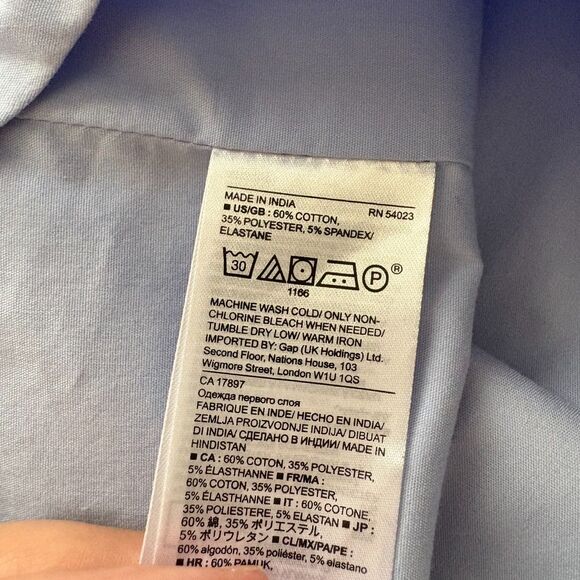 MADE IN INDIA RN 54023
■ US/GB : 60% COTTON,
35% POLYESTER, 5% SPANDEX/
ELASTANE
30 P ®
1166
MACHINE WASH COLD/ ONLY NON-
CHLORINE BLEACH WHEN NEEDED/
TUMBLE DRY LOW/ WARM IRON
IMPORTED BY: Gap (UK Holdings) Ltd.
Second Floor, Nations House, 103
Wigmore Street, London W1U 1QS
CA 17897
Одежда первого слоя
FABRIQUE EN INDE/ HECHO EN INDIA/
ZEMLJA PROIZVODNJE INDIJA/ DIBUAT
DI INDIA/ СДЕЛАНО В ИНДИИ/ MADE IN
HINDISTAN
■ CA : 60% COTON, 35% POLYESTER,
5% ÉLASTHANNE ■ FR/MA :
60% COTON, 35% POLYESTER,
5% ÉLASTHANNE ■ IT : 60% COTONE,
35% POLIESTERE, 5% ELASTAN ■ JP :
60% 綿, 35% ポリエステル,
5% ポリウレタン ■ CL/MX/PA/PE :
60% algodón, 35% poliéster, 5% elastano
■ HR : 60% PAMUK,